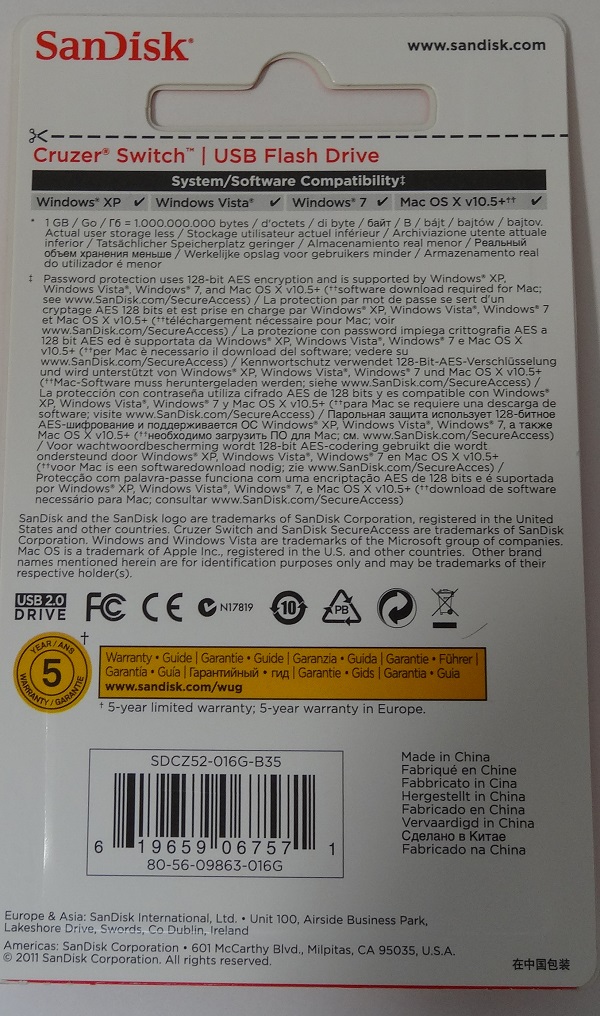 SanDisk®
www.sandisk.com
Cruzer® Switch™ | USB Flash Drive
System/Software Compatibility‡
Windows® XP ✔ Windows Vista® ✔ Windows® 7 ✔ Mac OS X v10.5+†† ✔
* 1 GB / Go / Гб = 1.000.000.000 bytes / d'octets / di byte / байт / B / bájt / bajtów / bajtov.
Actual user storage less / Stockage utilisateur actuel inférieur / Archiviazione utente attuale
inferior / Tatsächlicher Speicherplatz geringer / Almacenamiento real menor / Реальный
объем хранения меньше / Werkelijke opslag voor gebruikers minder / Armazenamento real
do utilizador é menor
‡ Password protection uses 128-bit AES encryption and is supported by Windows® XP,
Windows Vista®, Windows® 7, and Mac OS X v10.5+ (††software download required for Mac;
see www.SanDisk.com/SecureAccess) / La protection par mot de passe se sert d'un
cryptage AES 128 bits et est prise en charge par Windows® XP, Windows Vista®, Windows® 7
et Mac OS X v10.5+ (††téléchargement nécessaire pour Mac; voir
www.SanDisk.com/SecureAccess) / La protezione con password impiega crittografia AES a
128 bit AES ed è supportata da Windows® XP, Windows Vista®, Windows® 7 e Mac OS X
v10.5+ (††per Mac è necessario il download del software; vedere su
www.SanDisk.com/SecureAccess) / Kennwortschutz verwendet 128-Bit-AES-Verschlüsselung
und wird unterstützt von Windows® XP, Windows Vista®, Windows® 7 und Mac OS X v10.5+
(††Mac-Software muss heruntergeladen werden; siehe www.SanDisk.com/SecureAccess) /
La protección con contraseña utiliza cifrado AES de 128 bits y es compatible con Windows®
XP, Windows Vista®, Windows® 7 y Mac OS X v10.5+ (††para Mac se requiere una descarga de
software; visite www.SanDisk.com/SecureAccess) / Парольная защита использует 128-битное
AES-шифрование и поддерживается ОС Windows® XP, Windows Vista®, Windows® 7, а также
Mac OS X v10.5+ (††необходимо загрузить ПО для Mac; см. www.SanDisk.com/SecureAccess)
/ Voor wachtwoordbescherming wordt 128-bit AES-codering gebruikt die wordt
ondersteund door Windows® XP, Windows Vista®, Windows® 7 en Mac OS X v10.5+
(††voor Mac is een softwaredownload nodig; zie www.SanDisk.com/SecureAcces) /
Protecção com palavra-passe funciona com uma encriptação AES de 128 bits e é suportada
por Windows® XP, Windows Vista®, Windows® 7, e Mac OS X v10.5+ (††download de software
necessário para Mac; consultar www.SanDisk.com/SecureAccess)
SanDisk and the SanDisk logo are trademarks of SanDisk Corporation, registered in the United
States and other countries. Cruzer Switch and SanDisk SecureAccess are trademarks of SanDisk
Corporation. Windows and Windows Vista are trademarks of the Microsoft group of companies.
Mac OS is a trademark of Apple Inc., registered in the U.S. and other countries. Other brand
names mentioned herein are for identification purposes only and may be trademarks of their
respective holder(s).
USB 2.0
DRIVE FC CE N17819 10 PB
YEAR / ANS
5
WARRANTY / GARANTIE
†
Warranty • Guide | Garantie • Guide | Garanzia • Guida | Garantie • Führer |
Garantía • Guía | Гарантийный • гид | Garantie • Gids | Garantia • Guia
www.sandisk.com/wug
† 5-year limited warranty; 5-year warranty in Europe.
SDCZ52-016G-B35
6 19659 06757 1
80-56-09863-016G
Made in China
Fabriqué en Chine
Fabbricato in Cina
Hergestellt in China
Fabricado en China
Vervaardigd in China
Сделано в Китае
Fabricado na China
Europe & Asia: SanDisk International, Ltd. • Unit 100, Airside Business Park,
Lakeshore Drive, Swords, Co Dublin, Ireland
Americas: SanDisk Corporation • 601 McCarthy Blvd., Milpitas, CA 95035, U.S.A.
© 2011 SanDisk Corporation. All rights reserved.
在中国包装